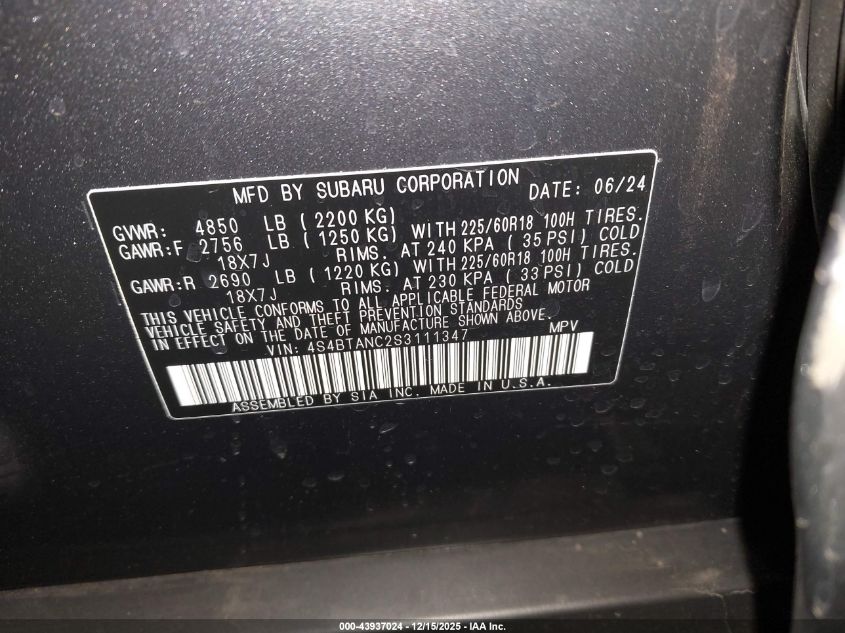 MFD BY SUBARU CORPORATION DATE: 06/24
GVWR: 4850 LB (2200 KG)
GAWR:F 2756 LB (1250 KG) WITH 225/60R18 100H TIRES.
18X7J RIMS. AT 240 KPA (35 PSI) COLD
GAWR:R 2690 LB (1220 KG) WITH 225/60R18 100H TIRES.
18X7J RIMS. AT 230 KPA (33 PSI) COLD
THIS VEHICLE CONFORMS TO ALL APPLICABLE FEDERAL MOTOR
VEHICLE SAFETY AND THEFT PREVENTION STANDARDS
IN EFFECT ON THE DATE OF MANUFACTURE SHOWN ABOVE.
VIN: 4S4BTANC2S3111347 MPV
ASSEMBLED BY SIA INC. MADE IN U.S.A.
000-43937024 - 12/15/2025 - IAA Inc.